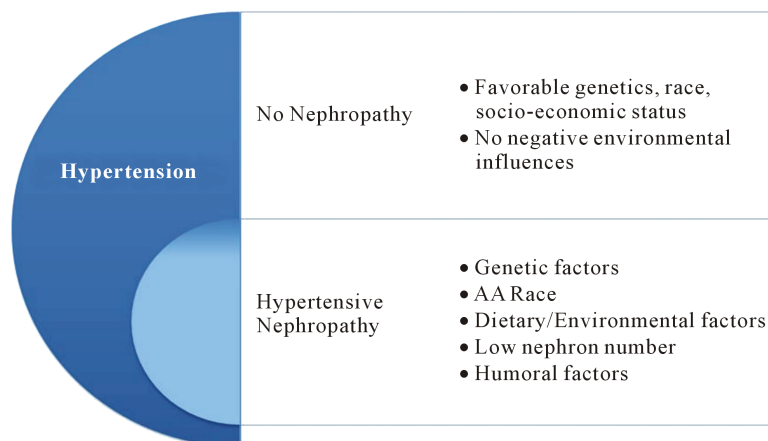 Hypertension
No Nephropathy
• Favorable genetics, race,
socio-economic status
• No negative environmental
influences
Hypertensive
Nephropathy
• Genetic factors
• AA Race
• Dietary/Environmental factors
• Low nephron number
• Humoral factors